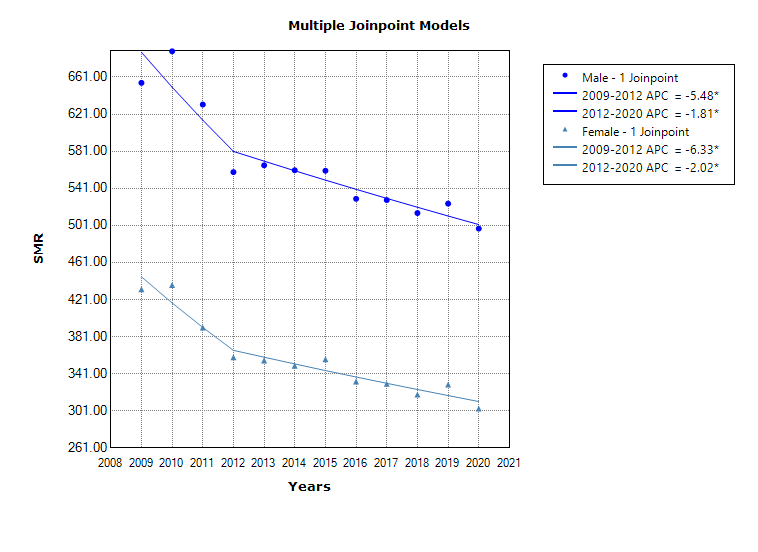 Multiple Joinpoint Models
661.00
621.00
581.00
541.00
501.00
461.00
421.00
381.00
341.00
301.00
261.00
SMR
2008 2009 2010 2011 2012 2013 2014 2015 2016 2017 2018 2019 2020 2021
Years
Male - 1 Joinpoint
2009-2012 APC = -5.48*
2012-2020 APC = -1.81*
Female - 1 Joinpoint
2009-2012 APC = -6.33*
2012-2020 APC = -2.02*